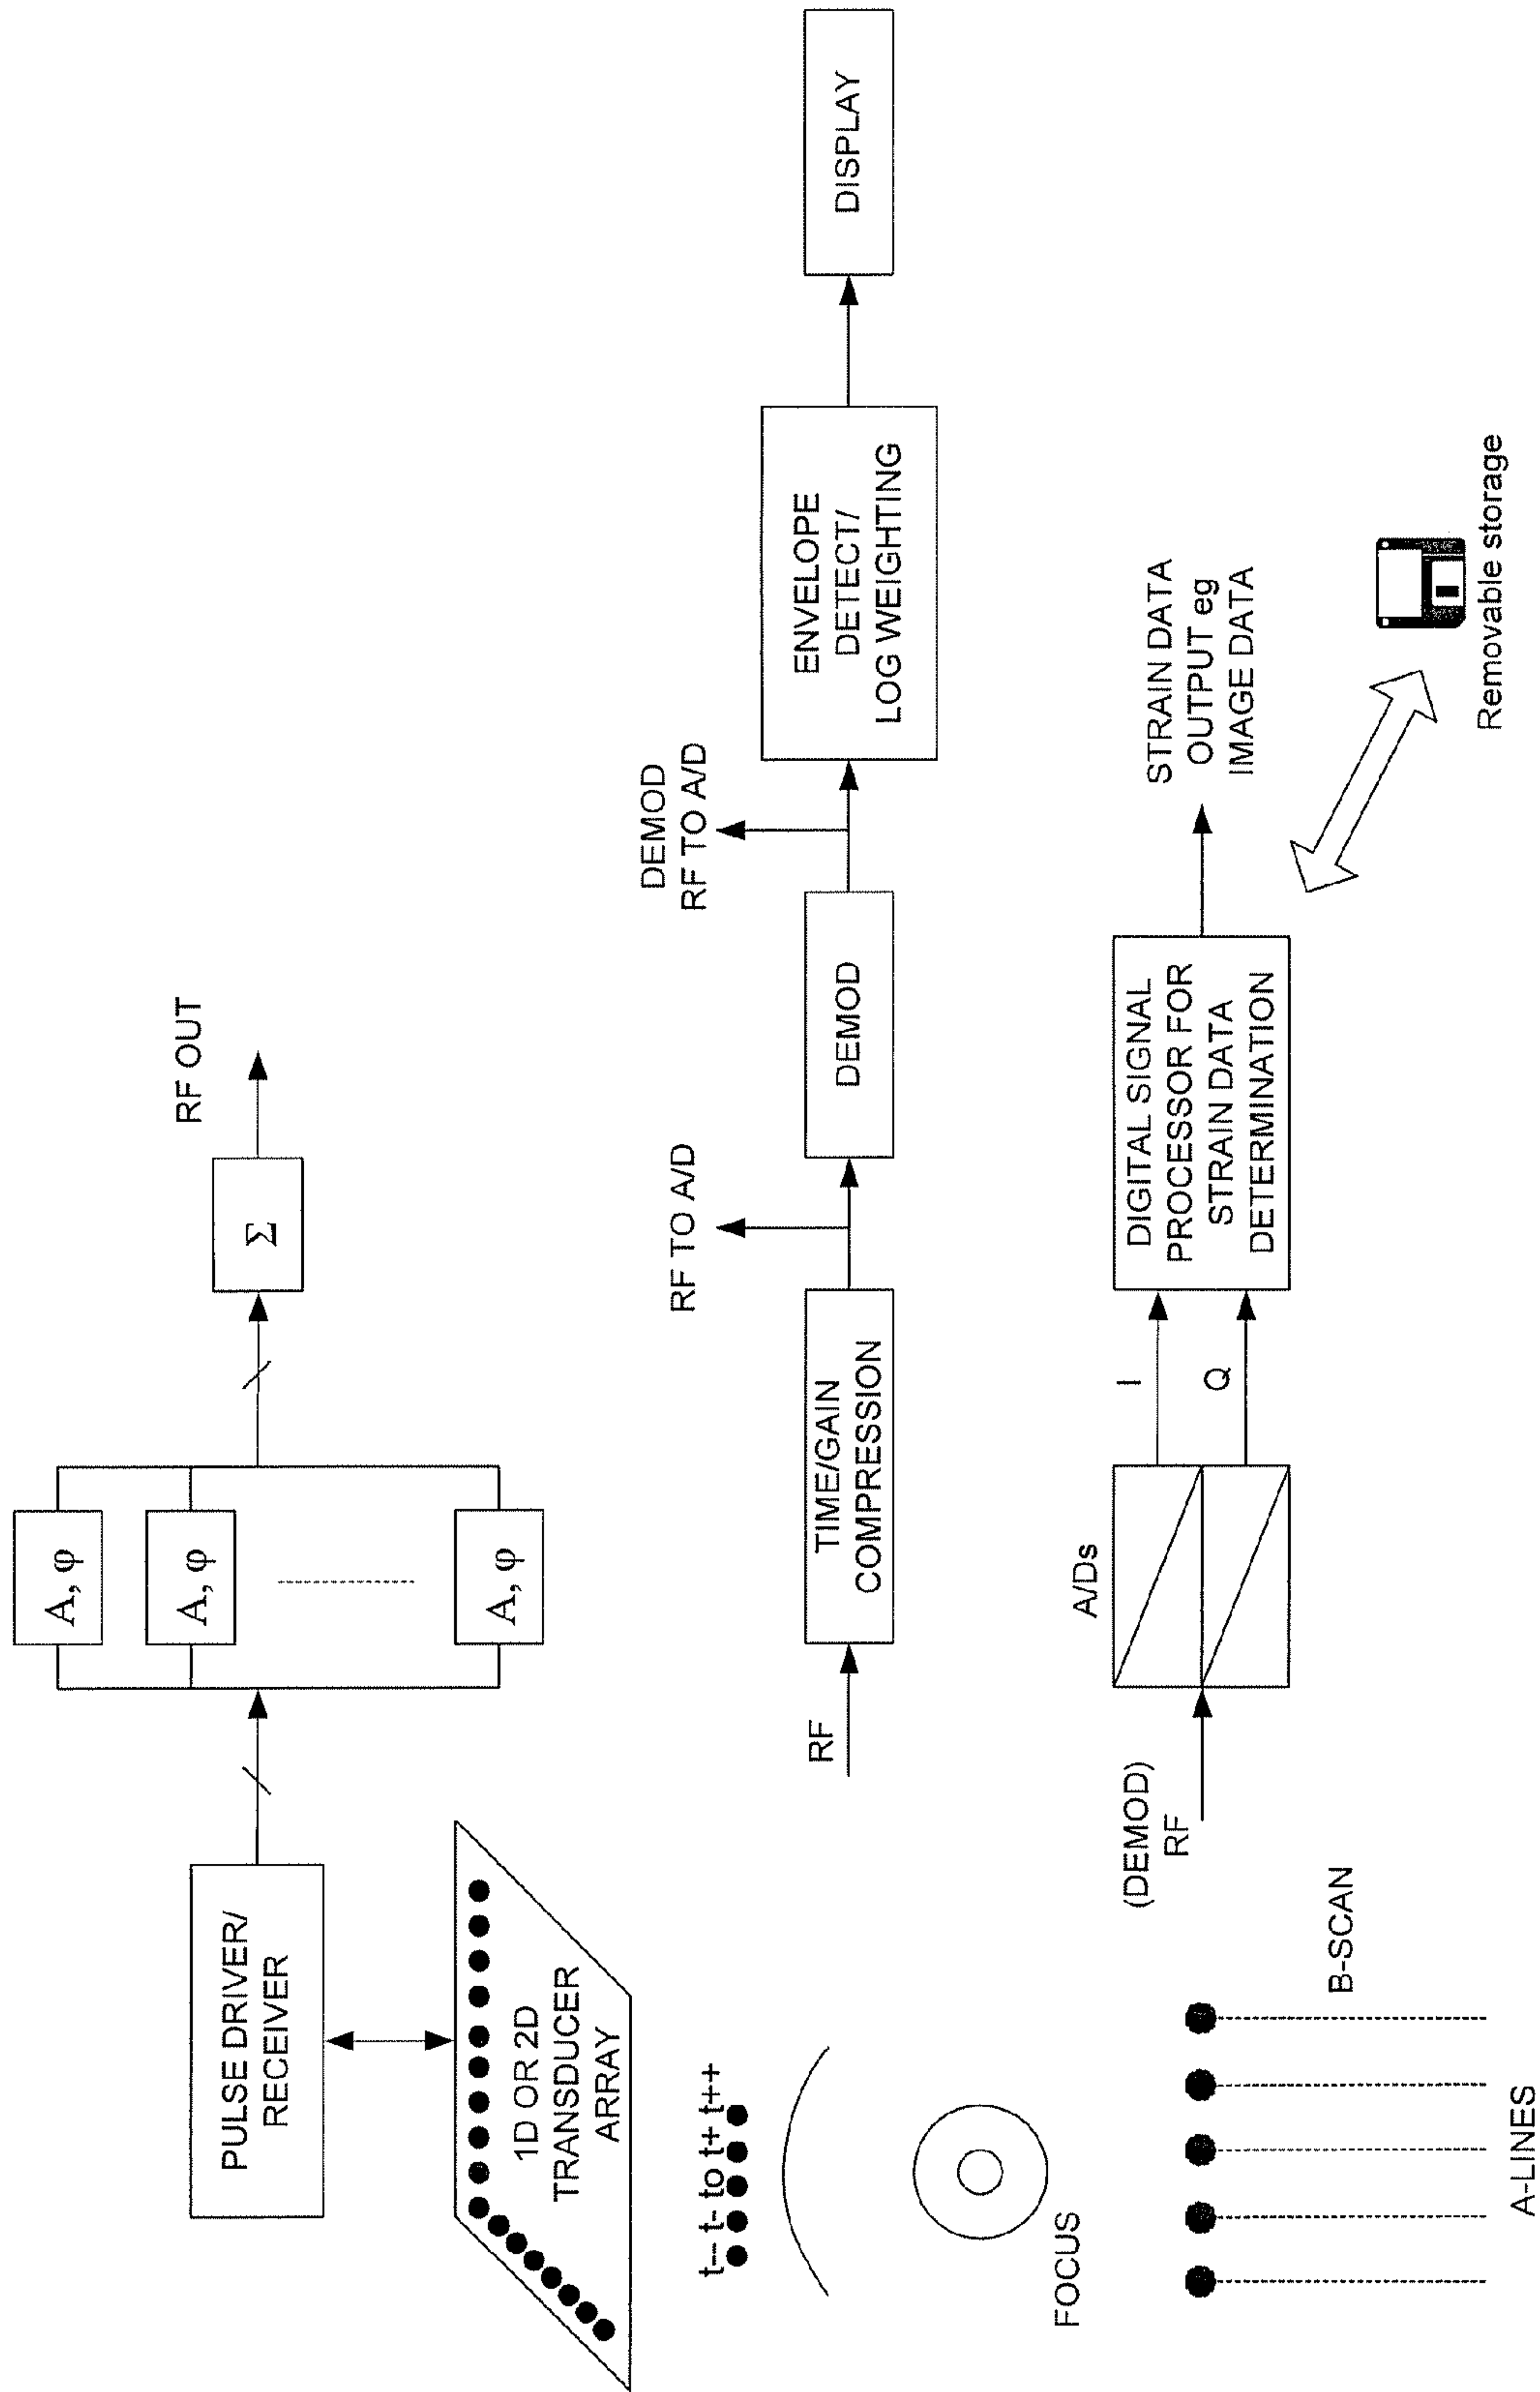 PULSE DRIVER/
RECEIVER
A, φ
A, φ
A, φ
Σ
RF OUT
1D OR 2D
TRANSDUCER
ARRAY
t-- t- to t+ t++
FOCUS
RF
TIME/GAIN
COMPRESSION
RF TO A/D
DEMOD
DEMOD
RF TO A/D
ENVELOPE
DETECT/
LOG WEIGHTING
DISPLAY
B-SCAN
A-LINES
(DEMOD)
RF
A/Ds
I
Q
DIGITAL SIGNAL
PROCESSOR FOR
STRAIN DATA
DETERMINATION
STRAIN DATA
OUTPUT eg
IMAGE DATA
Removable storage